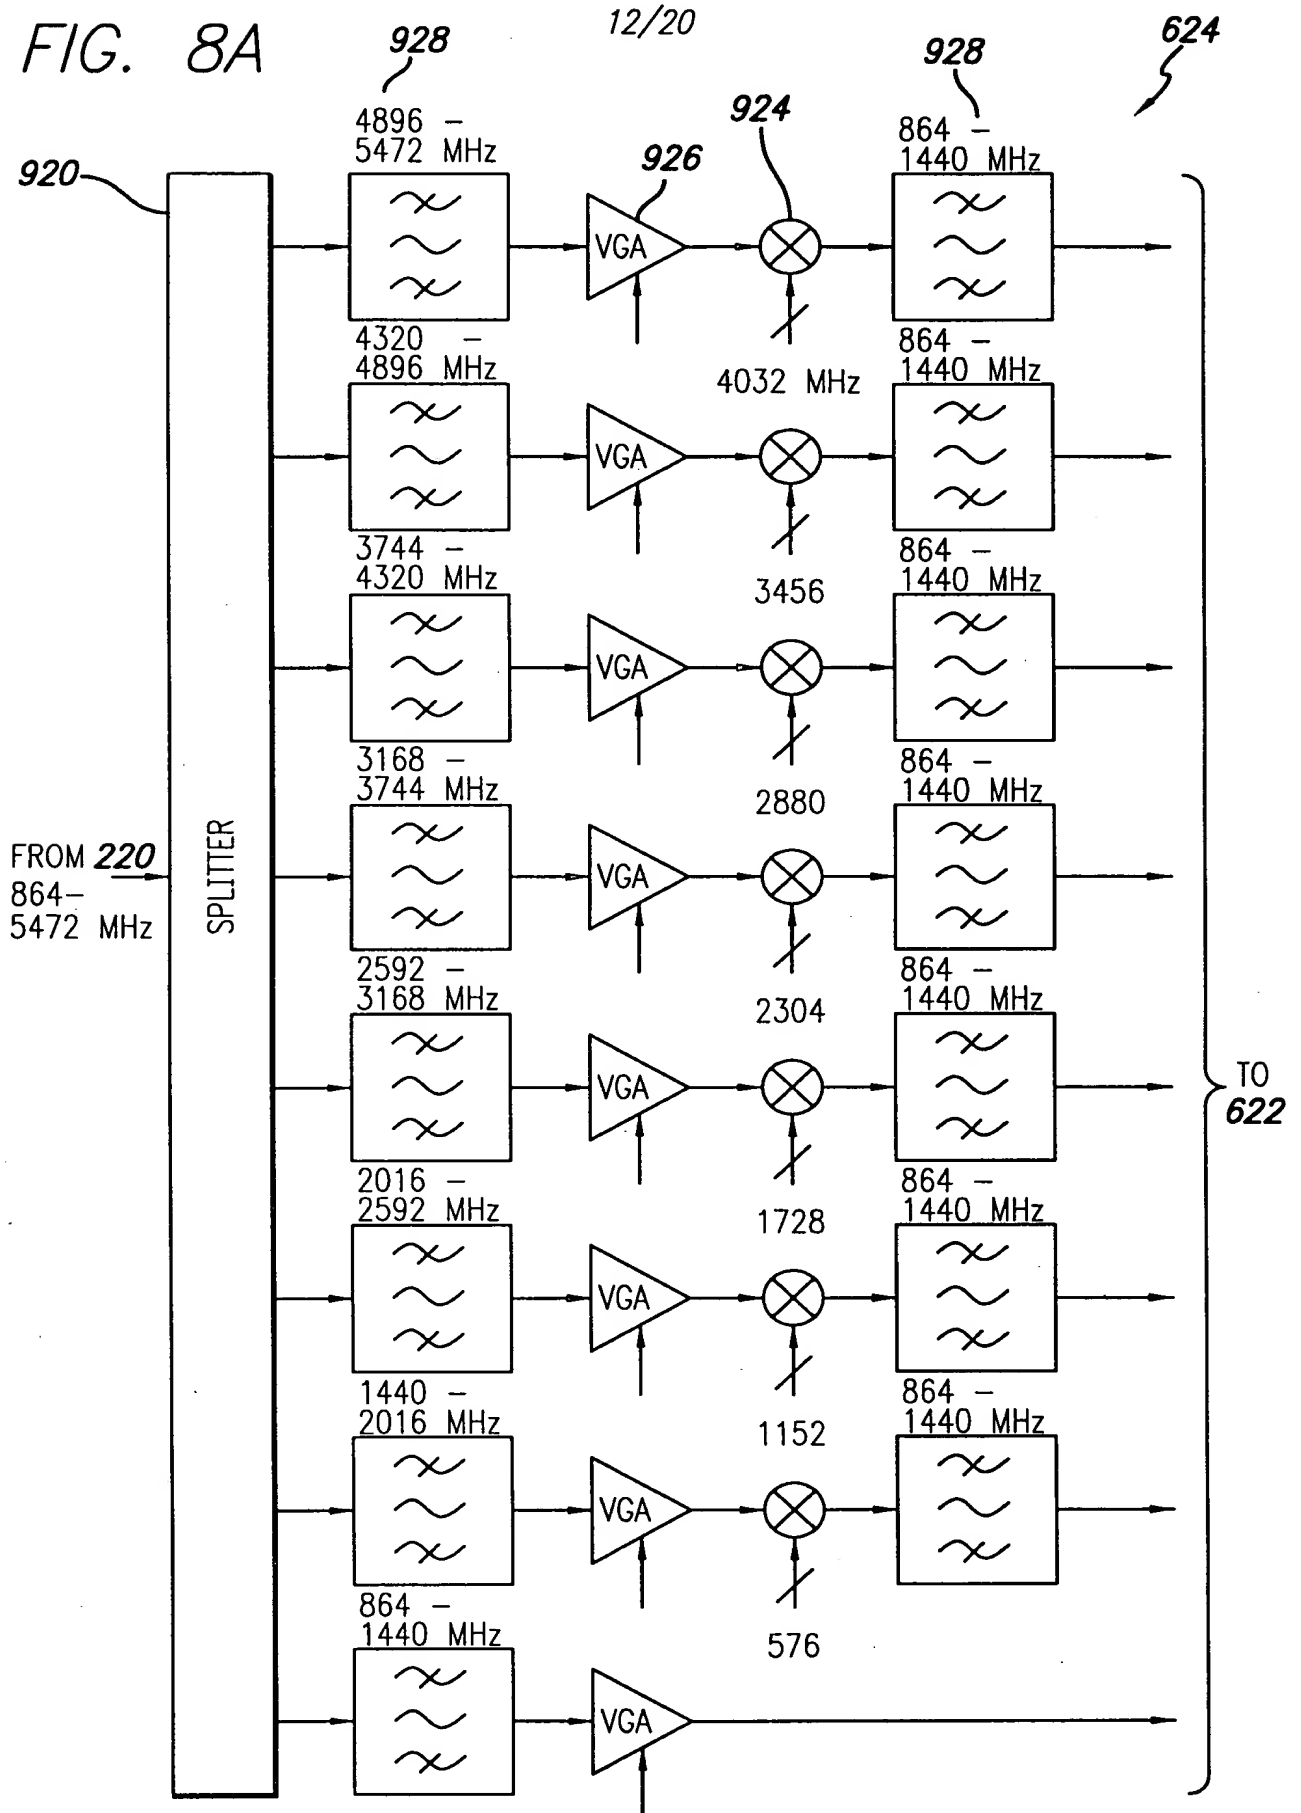 FIG. 8A
12/20
928
928
624
920
924
926
4896 -
5472 MHz
864 -
1440 MHz
VGA
4032 MHz
4320 -
4896 MHz
864 -
1440 MHz
VGA
3456
3744 -
4320 MHz
864 -
1440 MHz
VGA
2880
3168 -
3744 MHz
864 -
1440 MHz
VGA
2304
FROM 220
864-
5472 MHz
SPLITTER
2592 -
3168 MHz
864 -
1440 MHz
VGA
1728
TO
622
2016 -
2592 MHz
864 -
1440 MHz
VGA
1152
1440 -
2016 MHz
864 -
1440 MHz
VGA
576
864 -
1440 MHz
VGA